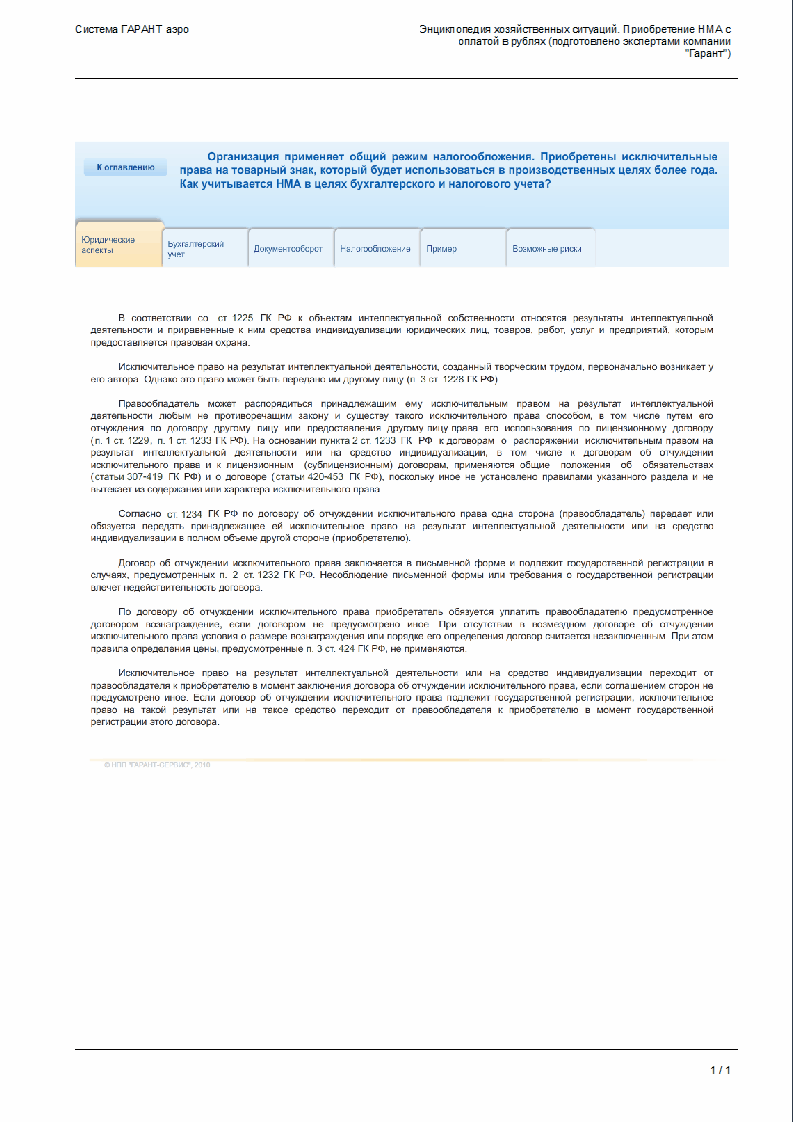 Система ГАРАНТ аэро
Энциклопедия хозяйственных ситуаций. Приобретение НМА с
оплатой в рублях (подготовлено экспертами компании
"Гарант")
К оглавлению
Организация применяет общий режим налогообложения. Приобретены исключительные
права на товарный знак, который будет использоваться в производственных целях более года.
Как учитывается НМА в целях бухгалтерского и налогового учета?
Юридические
аспекты
Бухгалтерский
учет
Документооборот
Налогообложение
Пример
Возможные риски
В соответствии со ст 1225 ГК РФ к объектам интеллектуальной собственности относятся результаты интеллектуальной
деятельности и приравненные к ним средства индивидуализации юридических лиц, товаров, работ, услуг и предприятий, которым
предоставляется правовая охрана.
Исключительное право на результат интеллектуальной деятельности, созданный творческим трудом, первоначально возникает у
его автора. Однако это право может быть передано им другому лицу (п. 3 ст. 1228 ГК РФ).
Правообладатель может распорядиться принадлежащим ему исключительным правом на результат интеллектуальной
деятельности любым не противоречащим закону и существу такого исключительного права способом, в том числе путем его
отчуждения по договору другому лицу или предоставления другому лицу права его использования по лицензионному договору
(п. 1 ст. 1229, п. 1 ст. 1233 ГК РФ). На основании пункта 2 ст. 1233 ГК РФ к договорам о распоряжении исключительным правом на
результат интеллектуальной деятельности или на средство индивидуализации, в том числе к договорам об отчуждении
исключительного права и к лицензионным (сублицензионным) договорам, применяются общие положения об обязательствах
(статьи 307-419 ГК РФ) и о договоре (статьи 420-453 ГК РФ), поскольку иное не установлено правилами указанного раздела и не
вытекает из содержания или характера исключительного права.
Согласно ст. 1234 ГК РФ по договору об отчуждении исключительного права одна сторона (правообладатель) передает или
обязуется передать принадлежащее ей исключительное право на результат интеллектуальной деятельности или на средство
индивидуализации в полном объеме другой стороне (приобретателю).
Договор об отчуждении исключительного права заключается в письменной форме и подлежит государственной регистрации в
случаях, предусмотренных п. 2 ст. 1232 ГК РФ. Несоблюдение письменной формы или требования о государственной регистрации
влечет недействительность договора.
По договору об отчуждении исключительного права приобретатель обязуется уплатить правообладателю предусмотренное
договором вознаграждение, если договором не предусмотрено иное. При отсутствии в возмездном договоре об отчуждении
исключительного права условия о размере вознаграждения или порядке его определения договор считается незаключенным. При этом
правила определения цены, предусмотренные п. 3 ст. 424 ГК РФ, не применяются.
Исключительное право на результат интеллектуальной деятельности или на средство индивидуализации переходит от
правообладателя к приобретателю в момент заключения договора об отчуждении исключительного права, если соглашением сторон не
предусмотрено иное. Если договор об отчуждении исключительного права подлежит государственной регистрации, исключительное
право на такой результат или на такое средство переходит от правообладателя к приобретателю в момент государственной
регистрации этого договора.
© НПП "ГАРАНТ-СЕРВИС", 2010
1 / 1